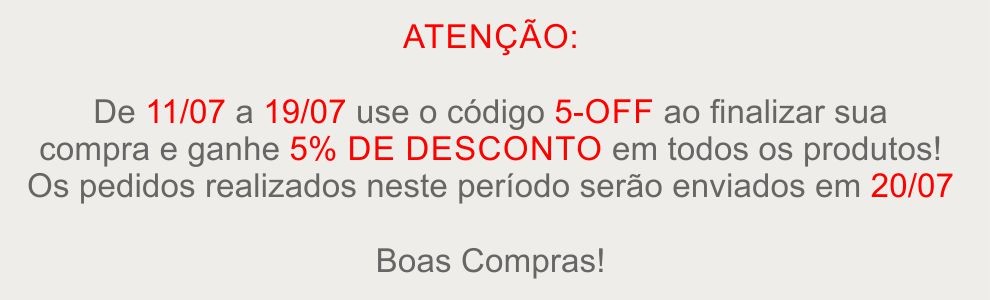 ATENÇÃO:
De 11/07 a 19/07 use o código 5-OFF ao finalizar sua
compra e ganhe 5% DE DESCONTO em todos os produtos!
Os pedidos realizados neste período serão enviados em 20/07
Boas Compras!